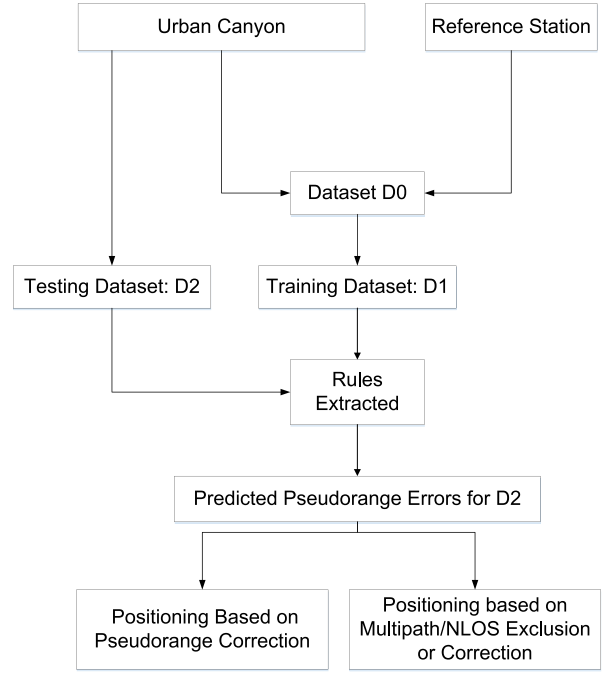 Urban Canyon
Reference Station
Dataset D0
Testing Dataset: D2
Training Dataset: D1
Rules
Extracted
Predicted Pseudorange Errors for D2
Positioning Based on
Pseudorange Correction
Positioning based on
Multipath/NLOS Exclusion
or Correction